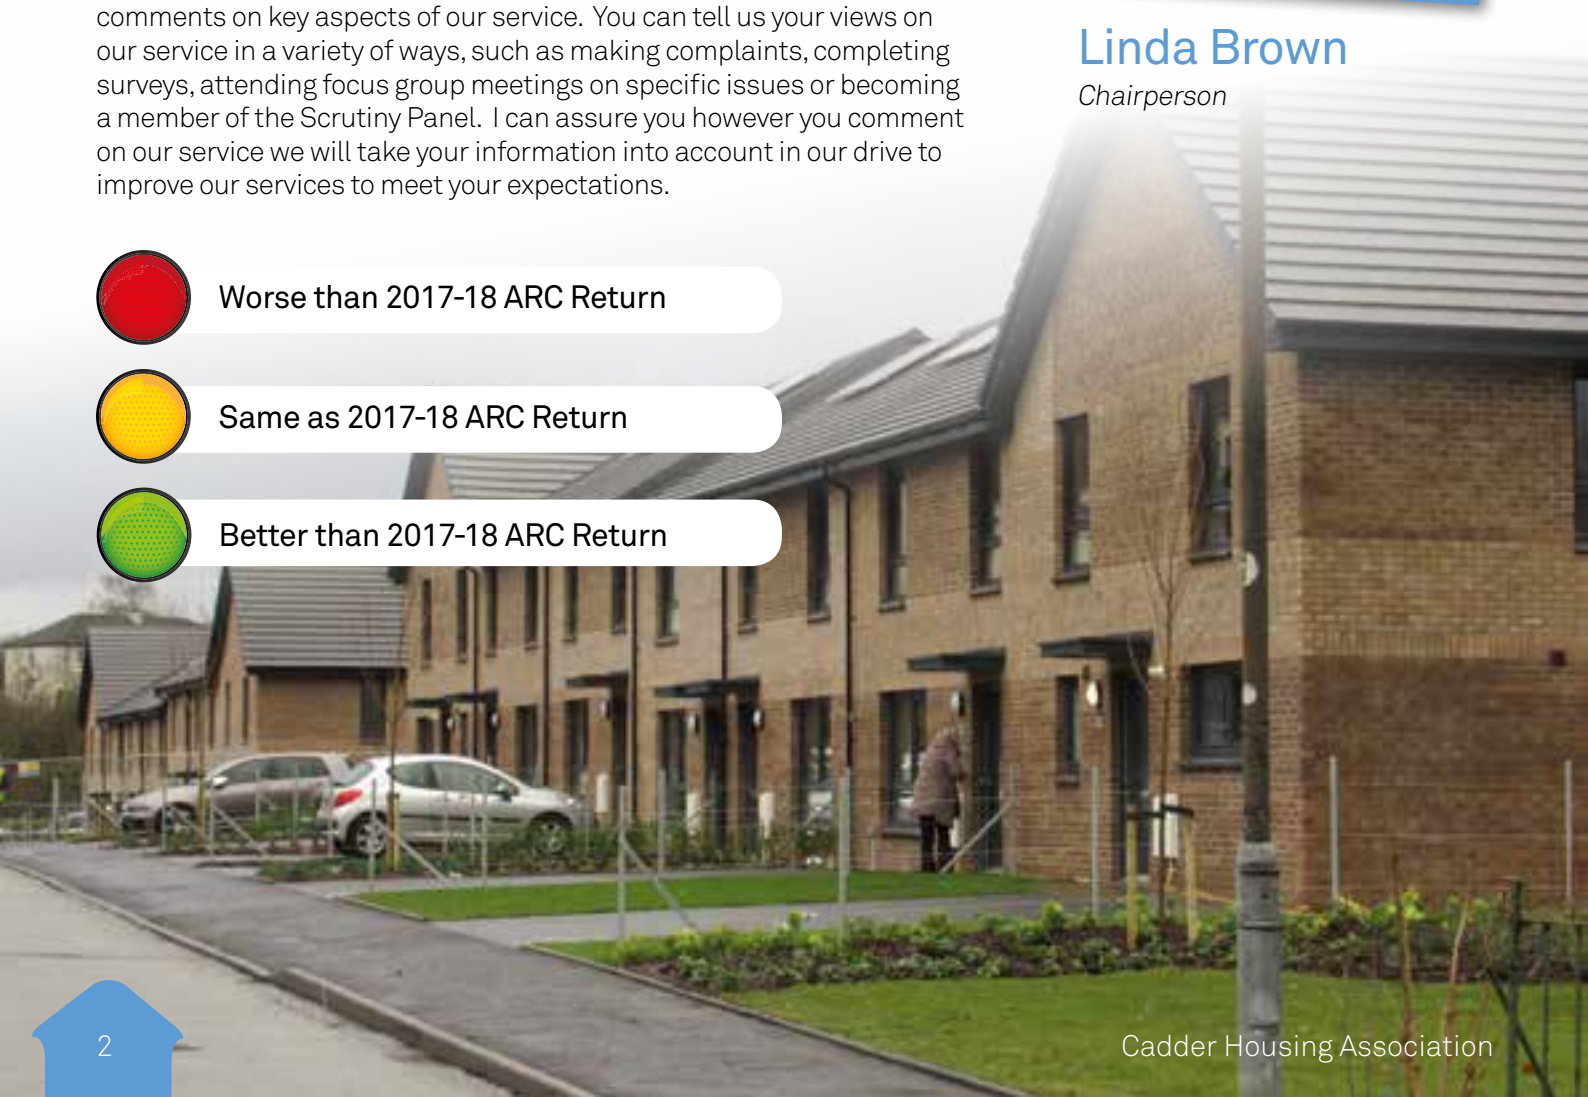 comments on key aspects of our service.  You can tell us your views on
our service in a variety of ways, such as making complaints, completing
surveys, attending focus group meetings on specific issues or becoming
a member of the Scrutiny Panel.  I can assure you however you comment
on our service we will take your information into account in our drive to
improve our services to meet your expectations.
Linda Brown
Chairperson
Worse than 2017-18 ARC Return
Same as 2017-18 ARC Return
Better than 2017-18 ARC Return
2
Cadder Housing Association